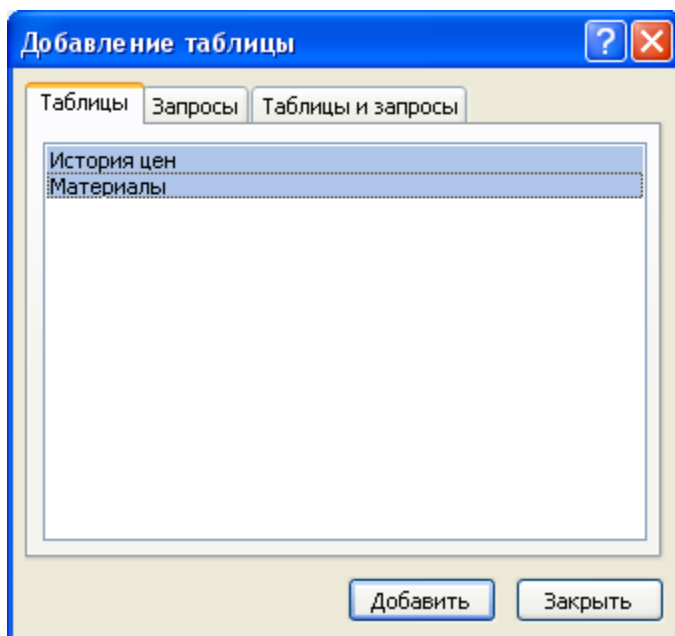 Добавление таблицы
?
Таблицы Запросы Таблицы и запросы
История цен
Материалы
Добавить Закрыть